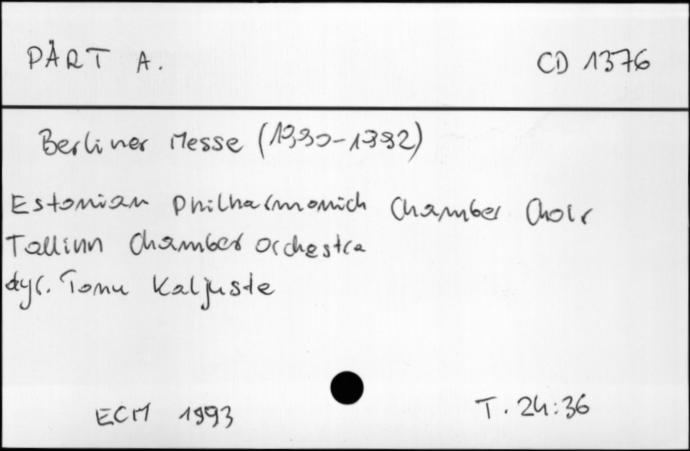 PÄRT A. CD 1376
Berliner Messe (1990-1992)
Estonian Philharmonich Chamber Choir
Tallinn Chamber Orchestra
dyr. Tonu Kaljuste
ECM 1993 T. 24:36